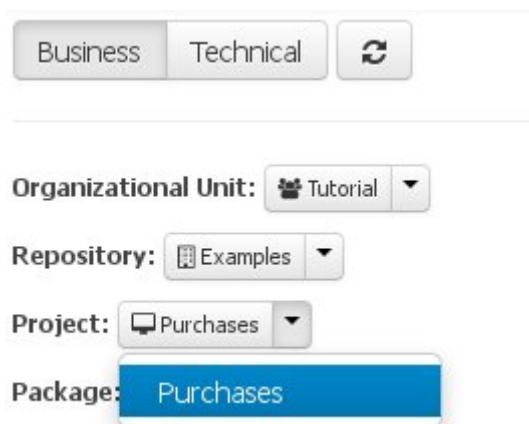 Business Technical
Organizational Unit: Tutorial
Repository: Examples
Project: Purchases
Package: Purchases